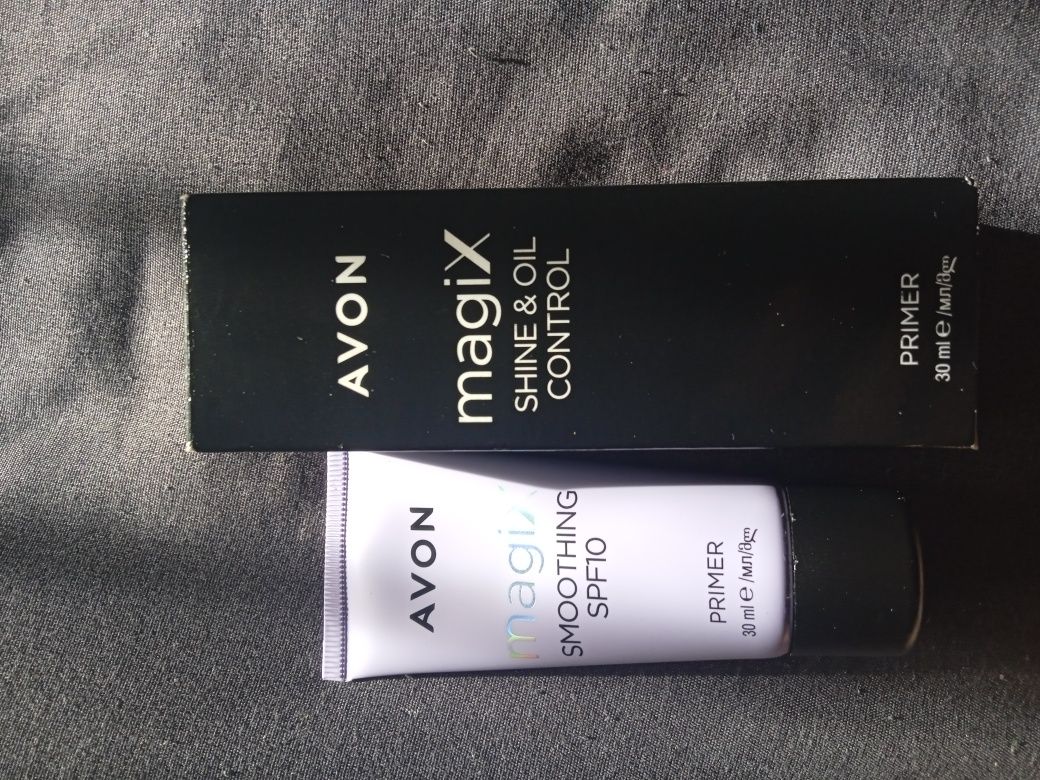 AVON
magiX
SHINE & OIL
CONTROL
PRIMER
30 ml e /мл/მლ
AVON
magiX
SMOOTHING
SPF10
PRIMER
30 ml e /мл/მლ